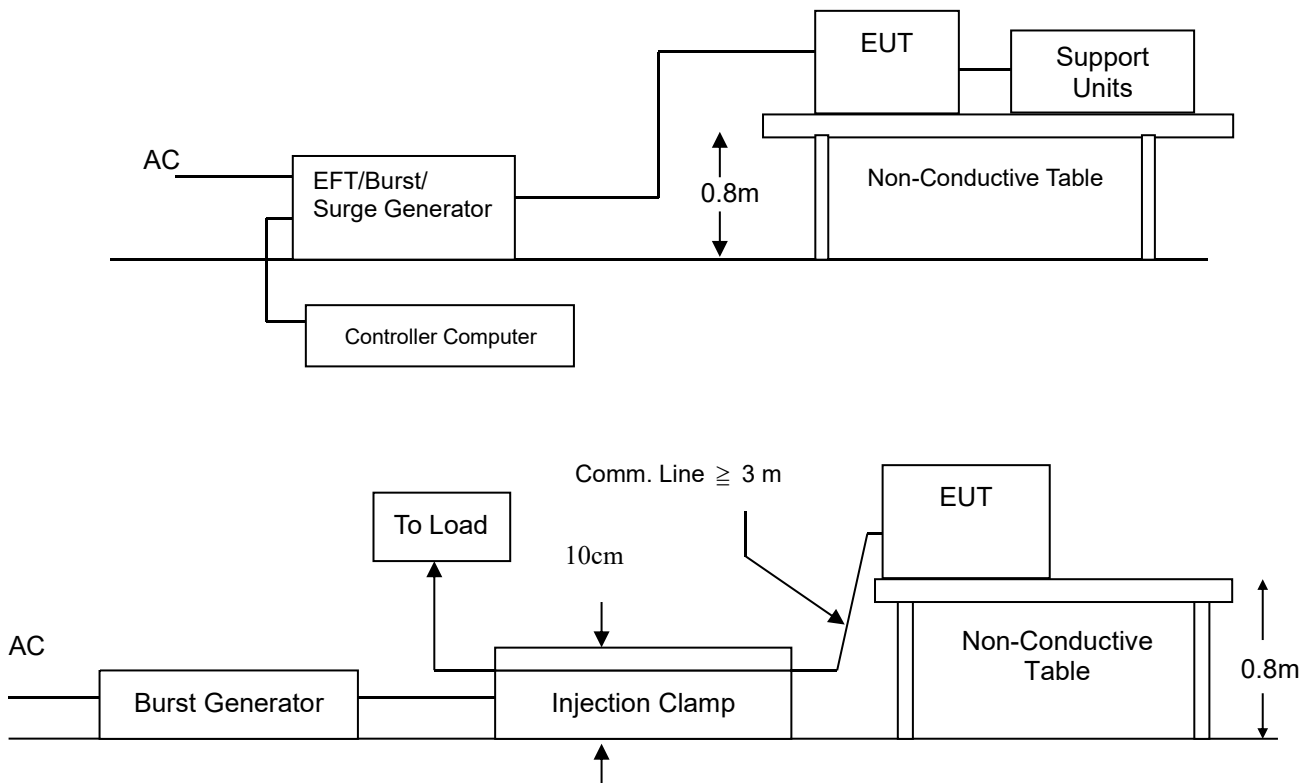 EUT
Support
Units
AC
EFT/Burst/
Surge Generator
0.8m
Non-Conductive Table
Controller Computer
Comm. Line ≧ 3 m
EUT
To Load
10cm
AC
Non-Conductive
Table
0.8m
Burst Generator
Injection Clamp